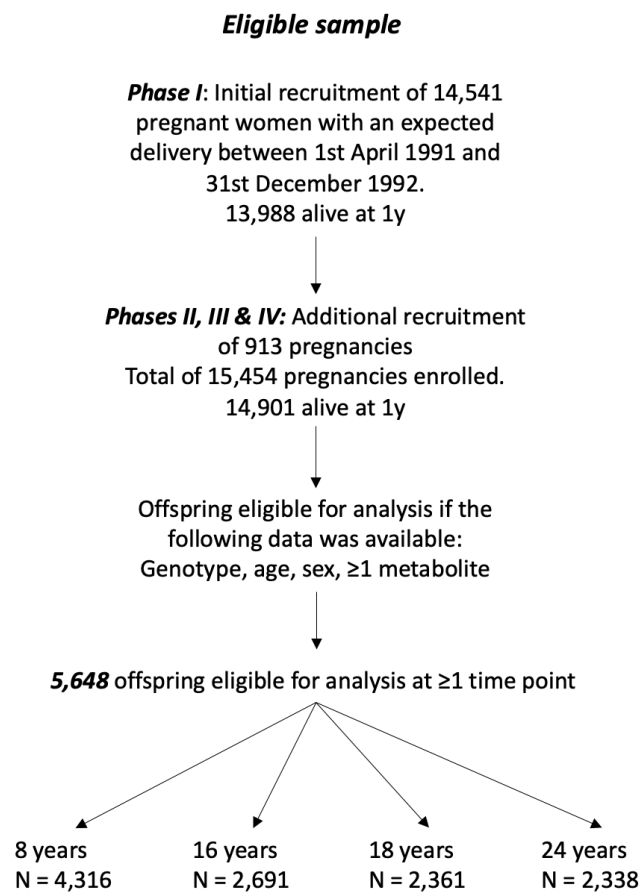 Eligible sample
Phase I: Initial recruitment of 14,541
pregnant women with an expected
delivery between 1st April 1991 and
31st December 1992.
13,988 alive at 1y
Phases II, III & IV: Additional recruitment
of 913 pregnancies
Total of 15,454 pregnancies enrolled.
14,901 alive at 1y
Offspring eligible for analysis if the
following data was available:
Genotype, age, sex, ≥1 metabolite
5,648 offspring eligible for analysis at ≥1 time point
8 years
N = 4,316
16 years
N = 2,691
18 years
N = 2,361
24 years
N = 2,338